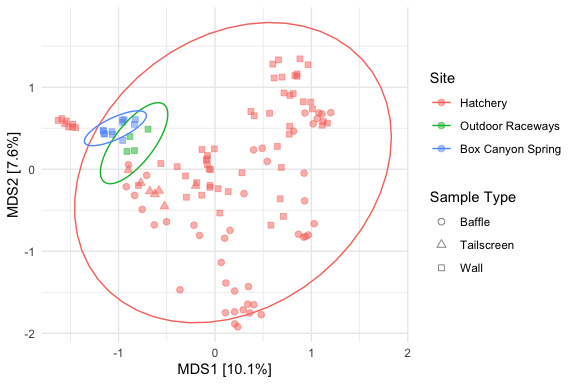 1
0
-1
-2
-1
0
1
2
MDS2 [7.6%]
MDS1 [10.1%]
Site
Hatchery
Outdoor Raceways
Box Canyon Spring
Sample Type
Baffle
Tailscreen
Wall